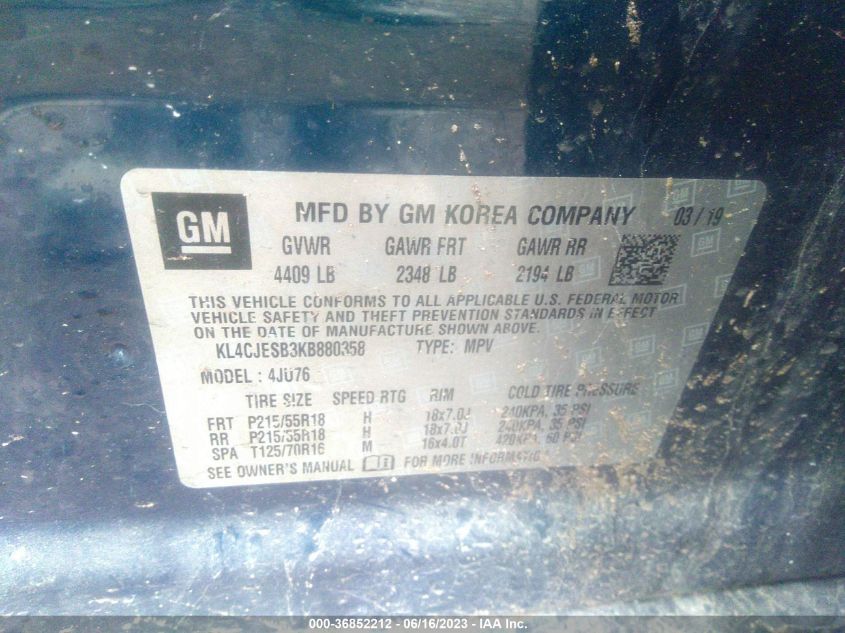 GM
MFD BY GM KOREA COMPANY 03/19
GVWR GAWR FRT GAWR RR
4409 LB 2348 LB 2194 LB
THIS VEHICLE CONFORMS TO ALL APPLICABLE U.S. FEDERAL MOTOR
VEHICLE SAFETY AND THEFT PREVENTION STANDARDS IN EFFECT
ON THE DATE OF MANUFACTURE SHOWN ABOVE.
KL4CJESB3KB880358 TYPE: MPV
MODEL: 4JU76
TIRE SIZE SPEED RTG RIM COLD TIRE PRESSURE
FRT P215/55R18 H 18x7.0J 240KPA, 35 PSI
RR P215/55R18 H 18x7.0J 240KPA, 35 PSI
SPA T125/70R16 M 16x4.0T 420KPA, 60 PSI
SEE OWNER'S MANUAL FOR MORE INFORMATION
000-36852212 - 06/16/2023 - IAA Inc.